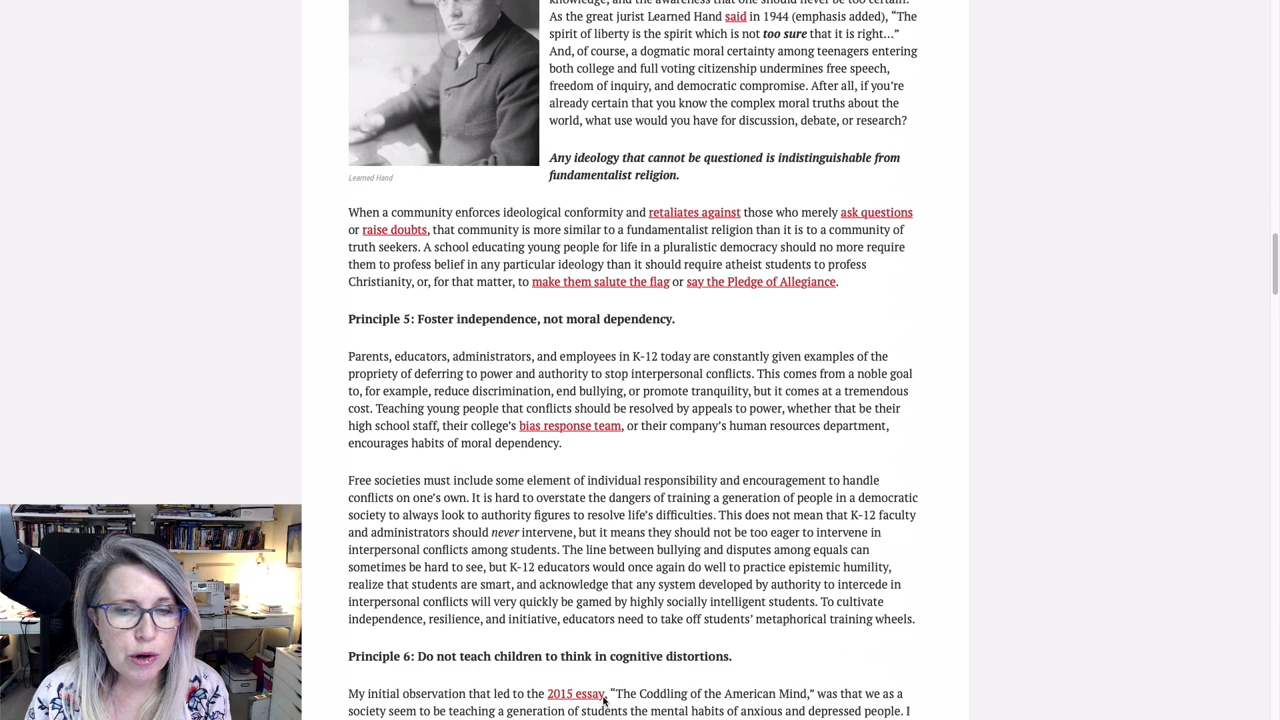 knowledge, and the awareness that one should never be too certain.
As the great jurist Learned Hand said in 1944 (emphasis added), “The
spirit of liberty is the spirit which is not too sure that it is right…”
And, of course, a dogmatic moral certainty among teenagers entering
both college and full voting citizenship undermines free speech,
freedom of inquiry, and democratic compromise. After all, if you’re
already certain that you know the complex moral truths about the
world, what use would you have for discussion, debate, or research?
Any ideology that cannot be questioned is indistinguishable from
fundamentalist religion.
Learned Hand
When a community enforces ideological conformity and retaliates against those who merely ask questions
or raise doubts, that community is more similar to a fundamentalist religion than it is to a community of
truth seekers. A school educating young people for life in a pluralistic democracy should no more require
them to profess belief in any particular ideology than it should require atheist students to profess
Christianity, or, for that matter, to make them salute the flag or say the Pledge of Allegiance.
Principle 5: Foster independence, not moral dependency.
Parents, educators, administrators, and employees in K-12 today are constantly given examples of the
propriety of deferring to power and authority to stop interpersonal conflicts. This comes from a noble goal
to, for example, reduce discrimination, end bullying, or promote tranquility, but it comes at a tremendous
cost. Teaching young people that conflicts should be resolved by appeals to power, whether that be their
high school staff, their college’s bias response team, or their company’s human resources department,
encourages habits of moral dependency.
Free societies must include some element of individual responsibility and encouragement to handle
conflicts on one’s own. It is hard to overstate the dangers of training a generation of people in a democratic
society to always look to authority figures to resolve life’s difficulties. This does not mean that K-12 faculty
and administrators should never intervene, but it means they should not be too eager to intervene in
interpersonal conflicts among students. The line between bullying and disputes among equals can
sometimes be hard to see, but K-12 educators would once again do well to practice epistemic humility,
realize that students are smart, and acknowledge that any system developed by authority to intercede in
interpersonal conflicts will very quickly be gamed by highly socially intelligent students. To cultivate
independence, resilience, and initiative, educators need to take off students’ metaphorical training wheels.
Principle 6: Do not teach children to think in cognitive distortions.
My initial observation that led to the 2015 essay, “The Coddling of the American Mind,” was that we as a
society seem to be teaching a generation of students the mental habits of anxious and depressed people. I